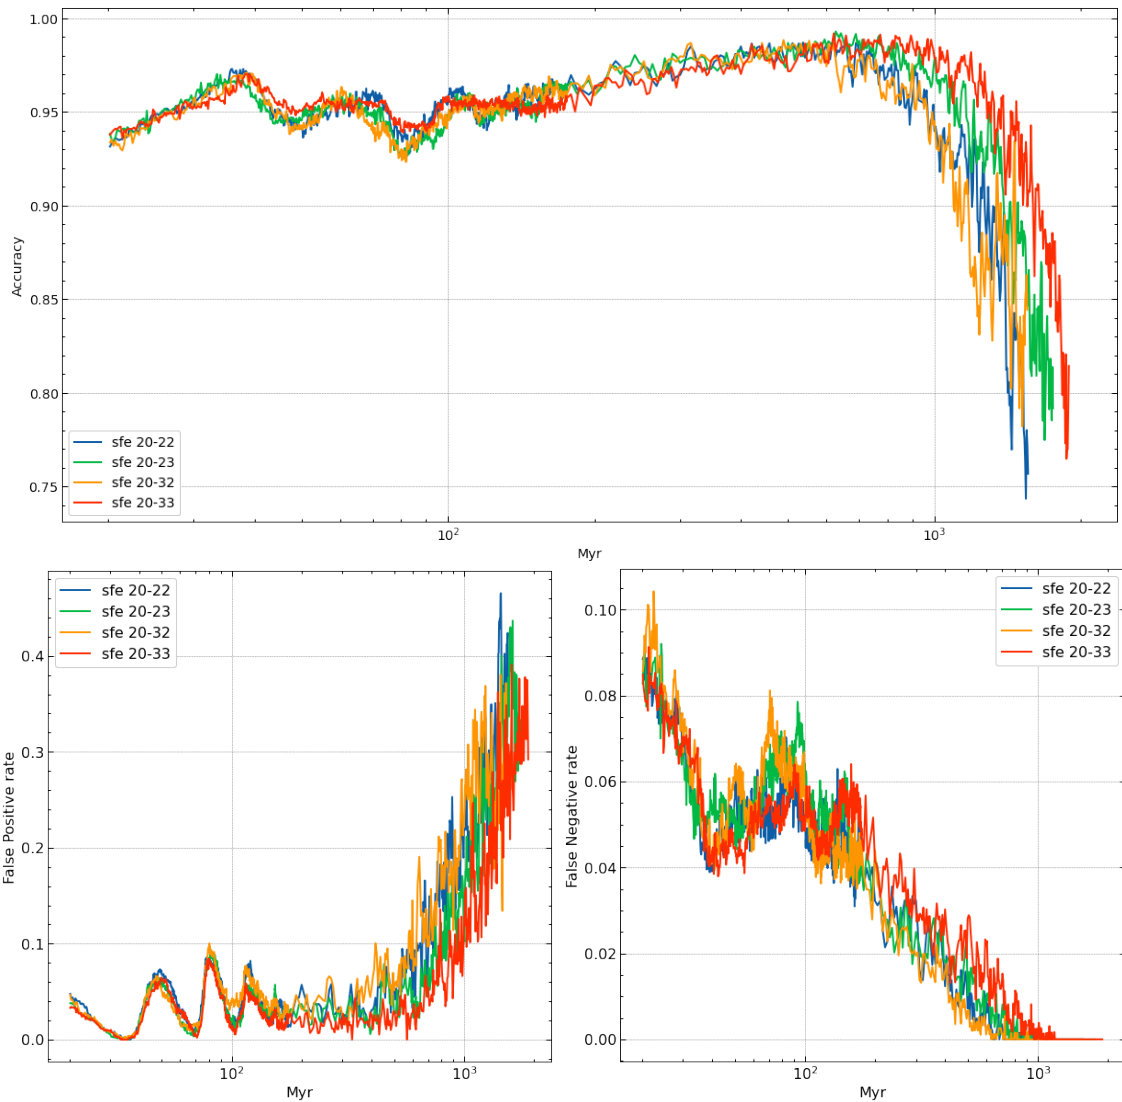 1.00
0.95
0.90
0.85
0.80
0.75
Accuracy
10²
10³
Myr
sfe 20-22
sfe 20-23
sfe 20-32
sfe 20-33
0.4
0.3
0.2
0.1
0.0
False Positive rate
10²
10³
Myr
sfe 20-22
sfe 20-23
sfe 20-32
sfe 20-33
0.10
0.08
0.06
0.04
0.02
0.00
False Negative rate
10²
10³
Myr
sfe 20-22
sfe 20-23
sfe 20-32
sfe 20-33